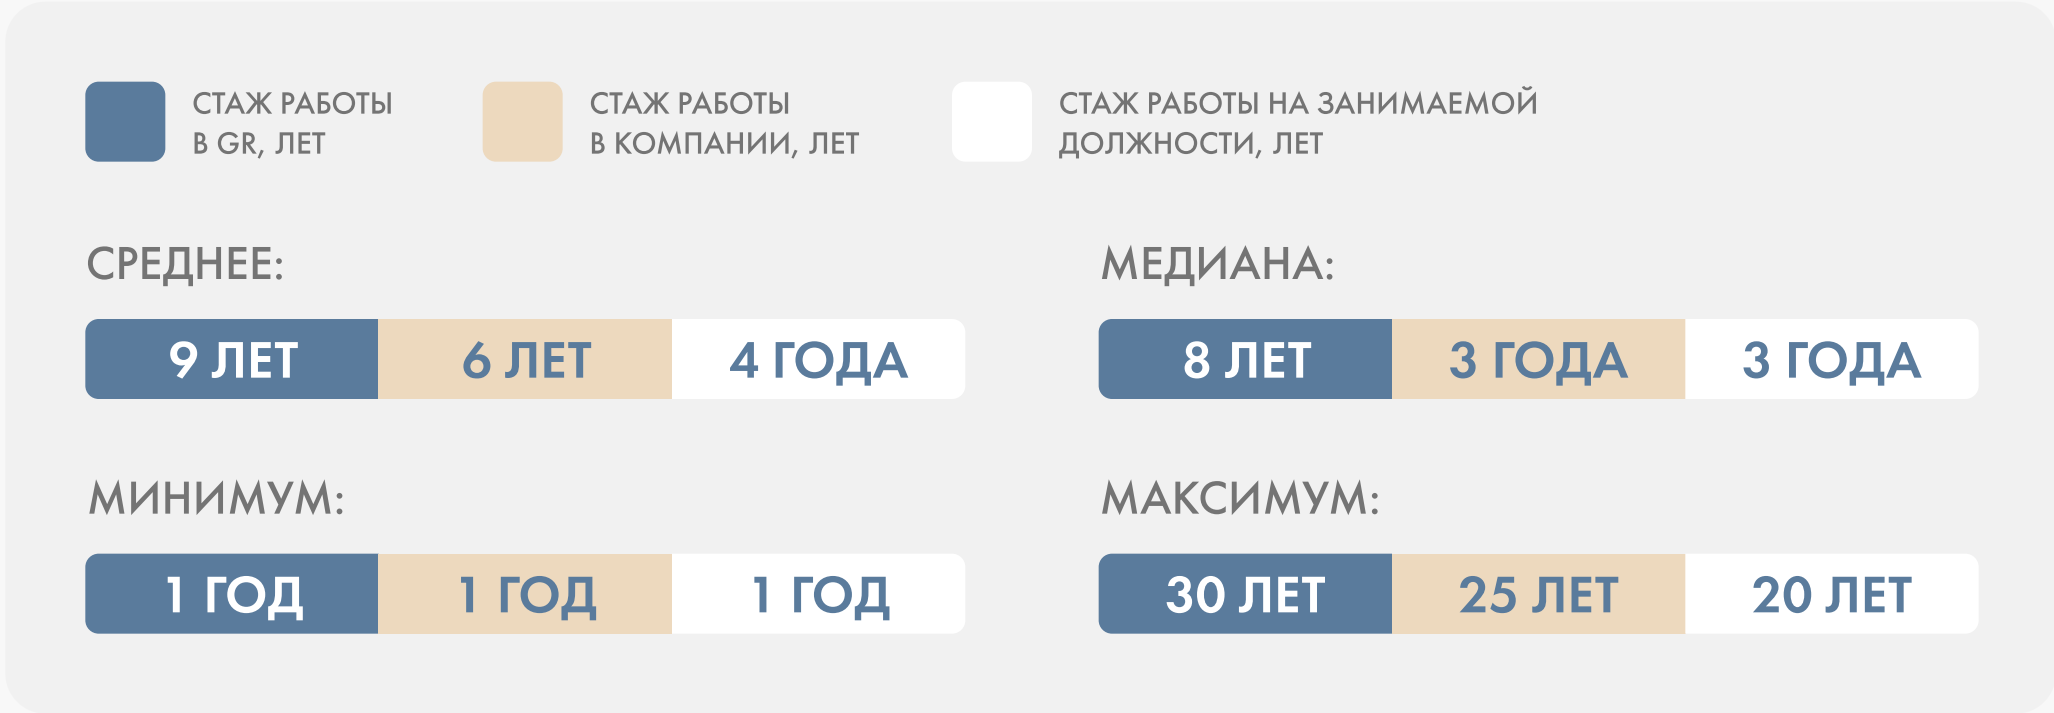 СТАЖ РАБОТЫ
В GR, ЛЕТ
СТАЖ РАБОТЫ
В КОМПАНИИ, ЛЕТ
СТАЖ РАБОТЫ НА ЗАНИМАЕМОЙ
ДОЛЖНОСТИ, ЛЕТ
СРЕДНЕЕ:
9 ЛЕТ 6 ЛЕТ 4 ГОДА
МЕДИАНА:
8 ЛЕТ 3 ГОДА 3 ГОДА
МИНИМУМ:
1 ГОД 1 ГОД 1 ГОД
МАКСИМУМ:
30 ЛЕТ 25 ЛЕТ 20 ЛЕТ